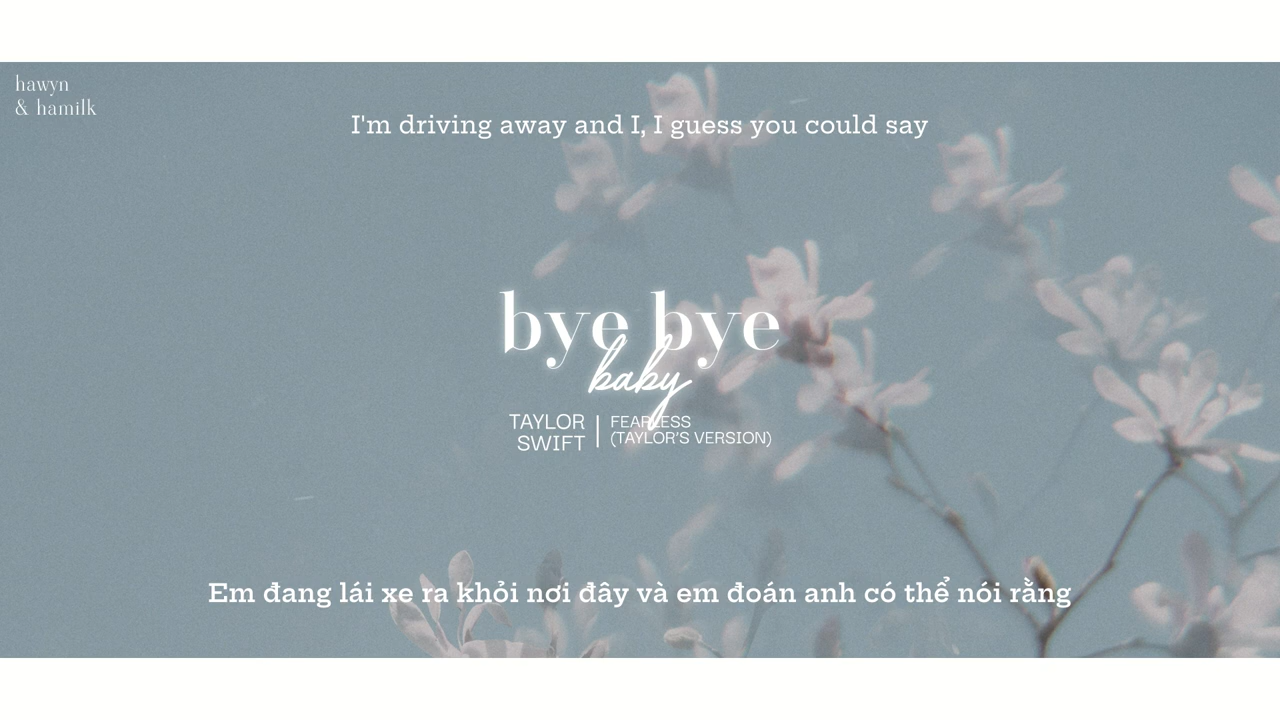 hawyn
& hamilk
I'm driving away and I, I guess you could say
bye bye
baby
TAYLOR
SWIFT
FEARLESS
(TAYLOR'S VERSION)
Em đang lái xe ra khỏi nơi đây và em đoán anh có thể nói rằng